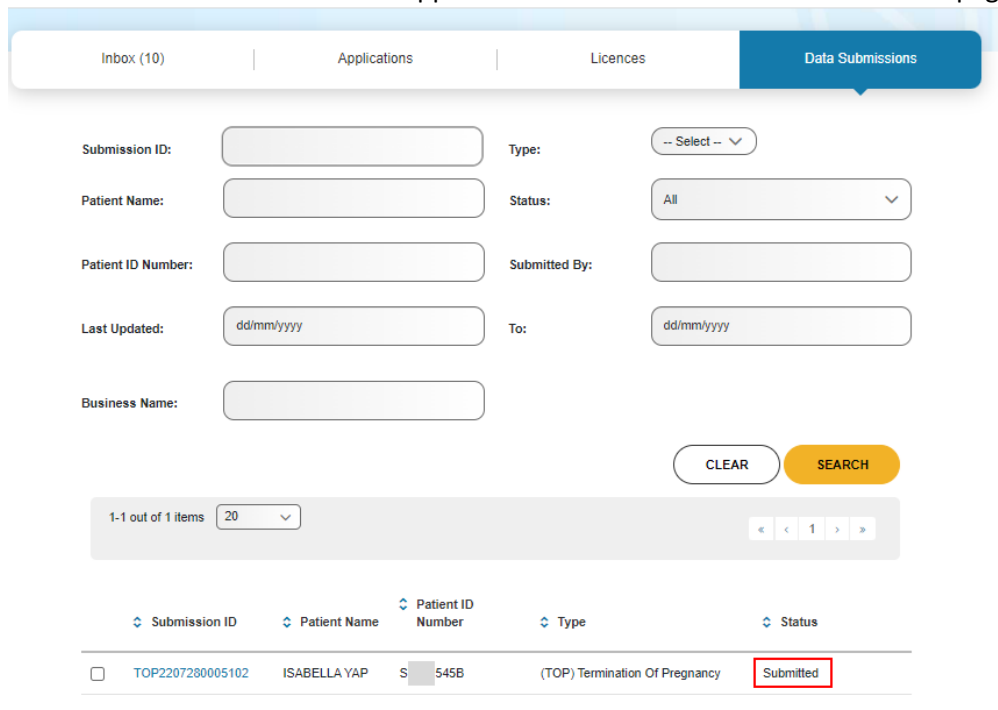 Inbox (10) Applications Licences Data Submissions
Submission ID: Type: -- Select --
Patient Name: Status: All
Patient ID Number: Submitted By:
Last Updated: dd/mm/yyyy To: dd/mm/yyyy
Business Name:
CLEAR SEARCH
1-1 out of 1 items 20 « ‹ 1 › »
Submission ID Patient Name Patient ID Number Type Status
TOP2207280005102 ISABELLA YAP S 545B (TOP) Termination Of Pregnancy Submitted